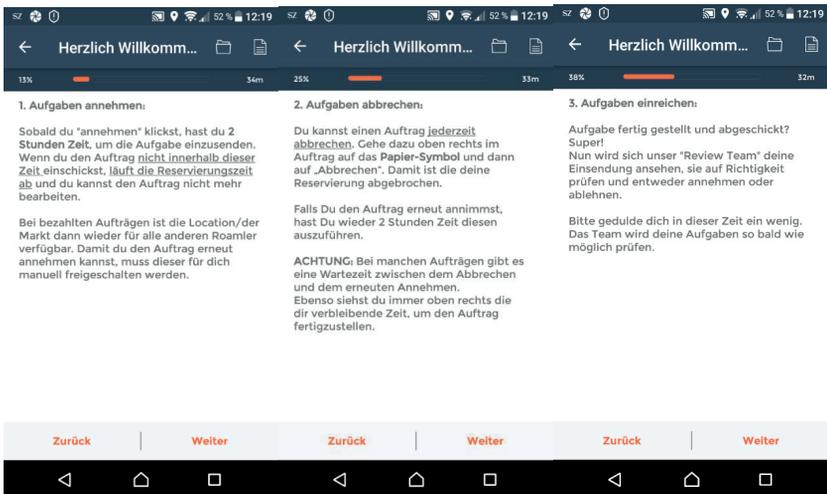 SZ 52 % 12:19
Herzlich Willkomm...
13% 34m
1. Aufgaben annehmen:
Sobald du "annehmen" klickst, hast du 2
Stunden Zeit, um die Aufgabe einzusenden.
Wenn du den Auftrag nicht innerhalb dieser
Zeit einschickst, läuft die Reservierungszeit
ab und du kannst den Auftrag nicht mehr
bearbeiten.
Bei bezahlten Aufträgen ist die Location/der
Markt dann wieder für alle anderen Roamler
verfügbar. Damit du den Auftrag erneut
annehmen kannst, muss dieser für dich
manuell freigeschalten werden.
Zurück Weiter
SZ 52 % 12:19
Herzlich Willkomm...
25% 33m
2. Aufgaben abbrechen:
Du kannst einen Auftrag jederzeit
abbrechen. Gehe dazu oben rechts im
Auftrag auf das Papier-Symbol und dann
auf „Abbrechen". Damit ist die deine
Reservierung abgebrochen.
Falls Du den Auftrag erneut annimmst,
hast Du wieder 2 Stunden Zeit diesen
auszuführen.
ACHTUNG: Bei manchen Aufträgen gibt es
eine Wartezeit zwischen dem Abbrechen
und dem erneuten Annehmen.
Ebenso siehst du immer oben rechts die
dir verbleibende Zeit, um den Auftrag
fertigzustellen.
Zurück Weiter
SZ 52 % 12:19
Herzlich Willkomm...
38% 32m
3. Aufgaben einreichen:
Aufgabe fertig gestellt und abgeschickt?
Super!
Nun wird sich unser "Review Team" deine
Einsendung ansehen, sie auf Richtigkeit
prüfen und entweder annehmen oder
ablehnen.
Bitte gedulde dich in dieser Zeit ein wenig.
Das Team wird deine Aufgaben so bald wie
möglich prüfen.
Zurück Weiter